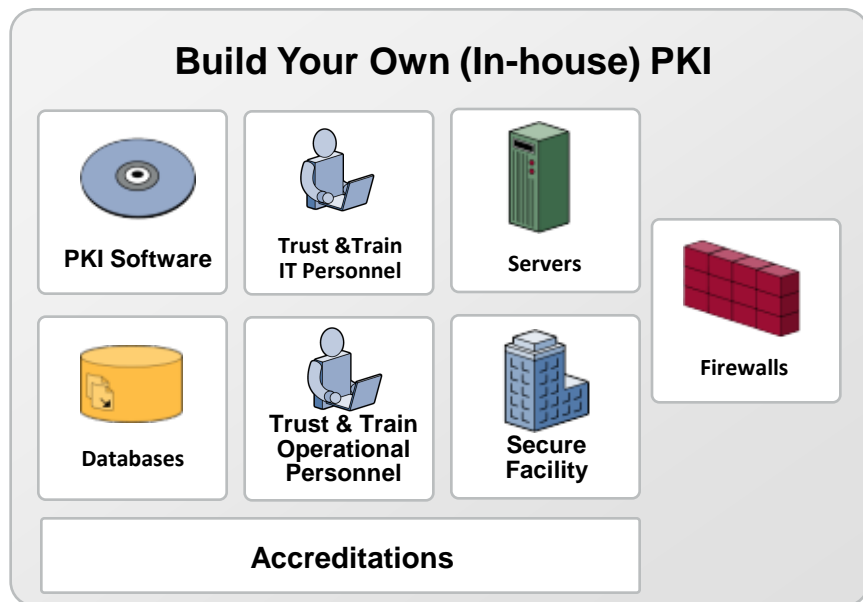 Build Your Own (In-house) PKI
PKI Software
Trust &Train
IT Personnel
Servers
Firewalls
Databases
Trust & Train
Operational
Personnel
Secure
Facility
Accreditations